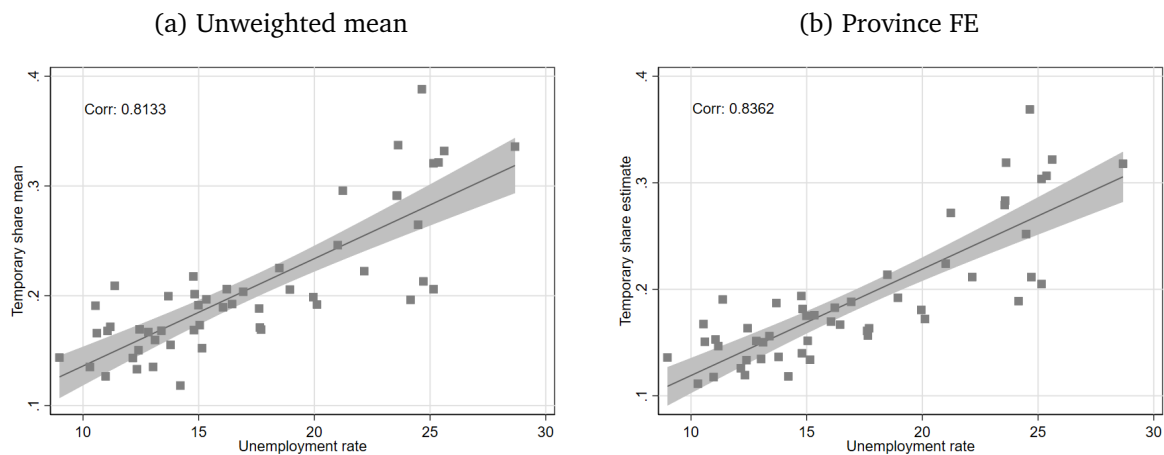 (a) Unweighted mean
Corr: 0.8133
Temporary share mean
.4
.3
.2
.1
10 15 20 25 30
Unemployment rate
(b) Province FE
Corr: 0.8362
Temporary share estimate
.4
.3
.2
.1
10 15 20 25 30
Unemployment rate